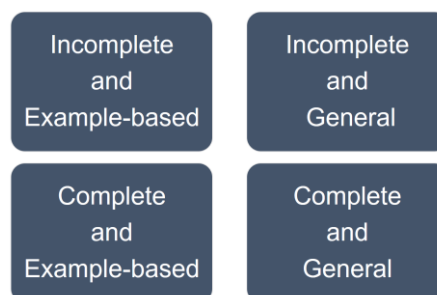 Incomplete
and
Example-based
Incomplete
and
General
Complete
and
Example-based
Complete
and
General